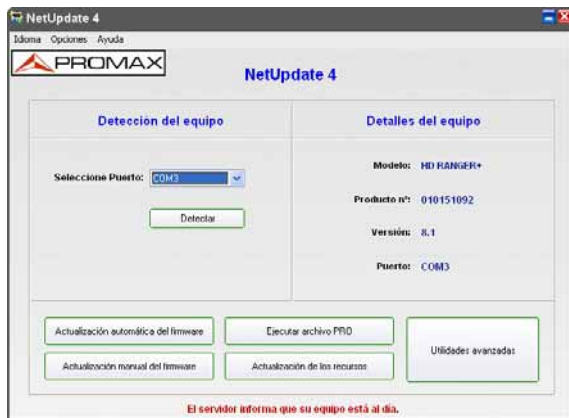 NetUpdate 4
Idioma Opciones Ayuda
PROMAX
NetUpdate 4
Detección del equipo
Detalles del equipo
Seleccione Puerto: COM3
Detectar
Modelo: HD RANGER+
Producto nº: 010151092
Versión: 8.1
Puerto: COM3
Actualización automática del firmware
Ejecutar archivo PRO
Utilidades avanzadas
Actualización manual del firmware
Actualización de los recursos
El servidor informa que su equipo está al día.